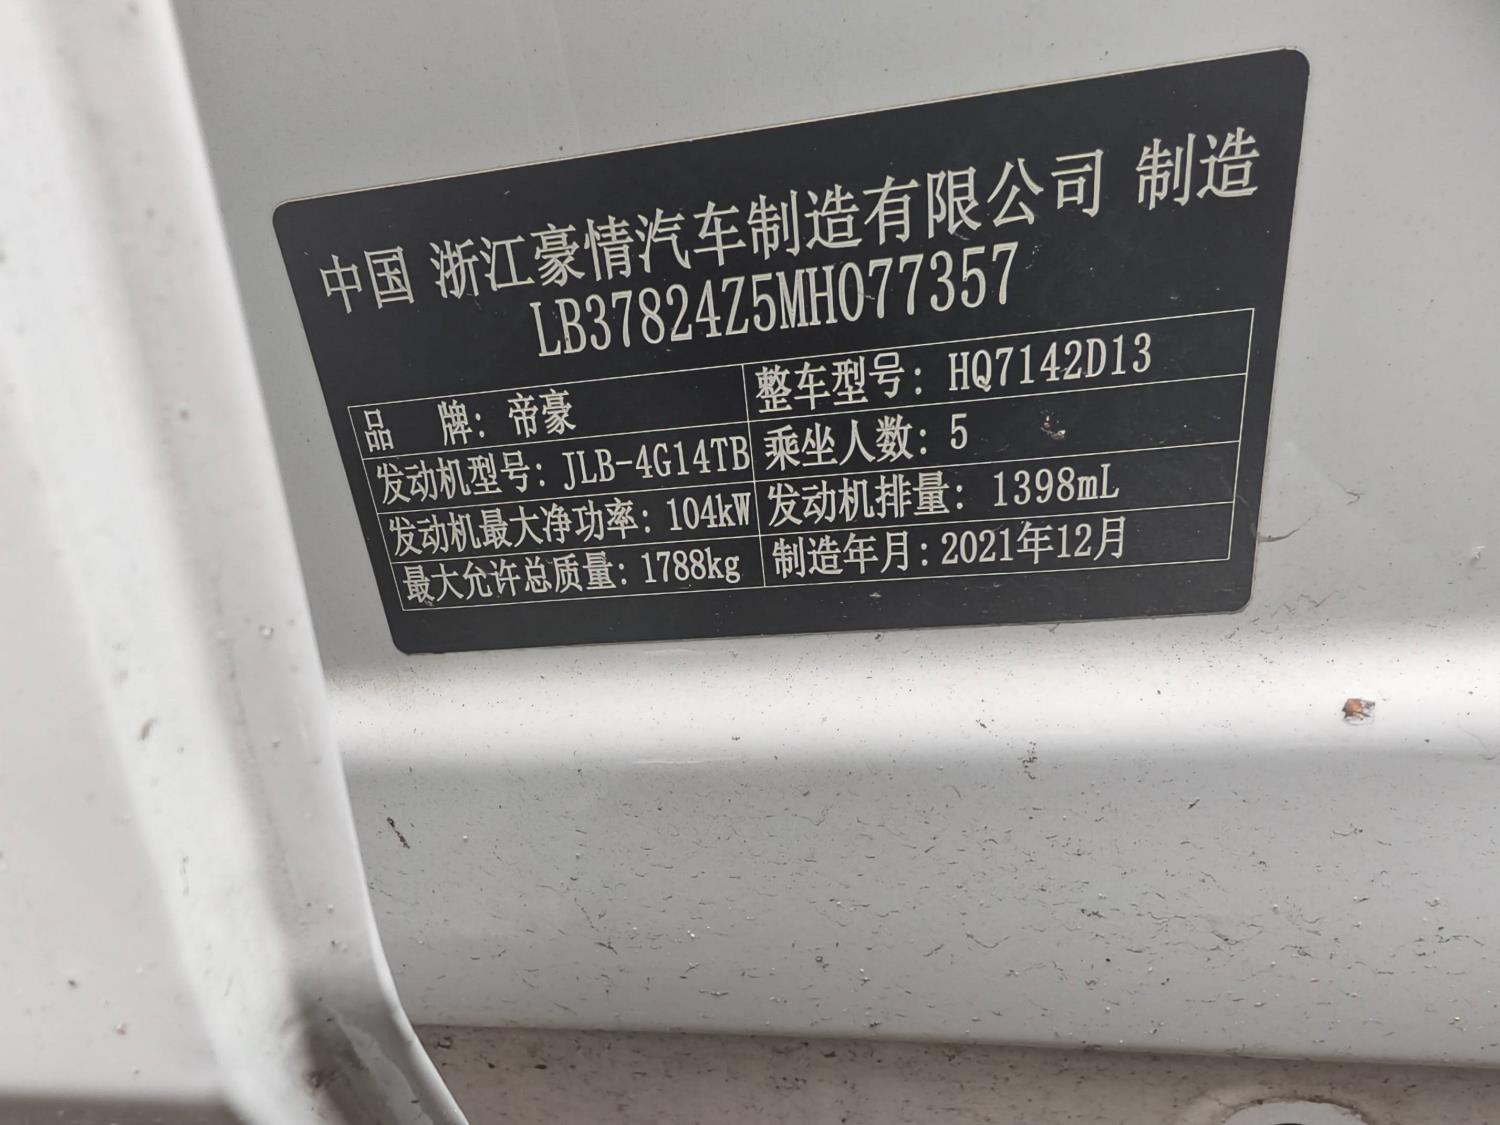 中国 浙江豪情汽车制造有限公司 制造
LB37824Z5MH077357
品 牌：帝豪 整车型号：HQ7142D13
发动机型号：JLB-4G14TB 乘坐人数：5
发动机最大净功率：104kW 发动机排量：1398mL
最大允许总质量：1788kg 制造年月：2021年12月